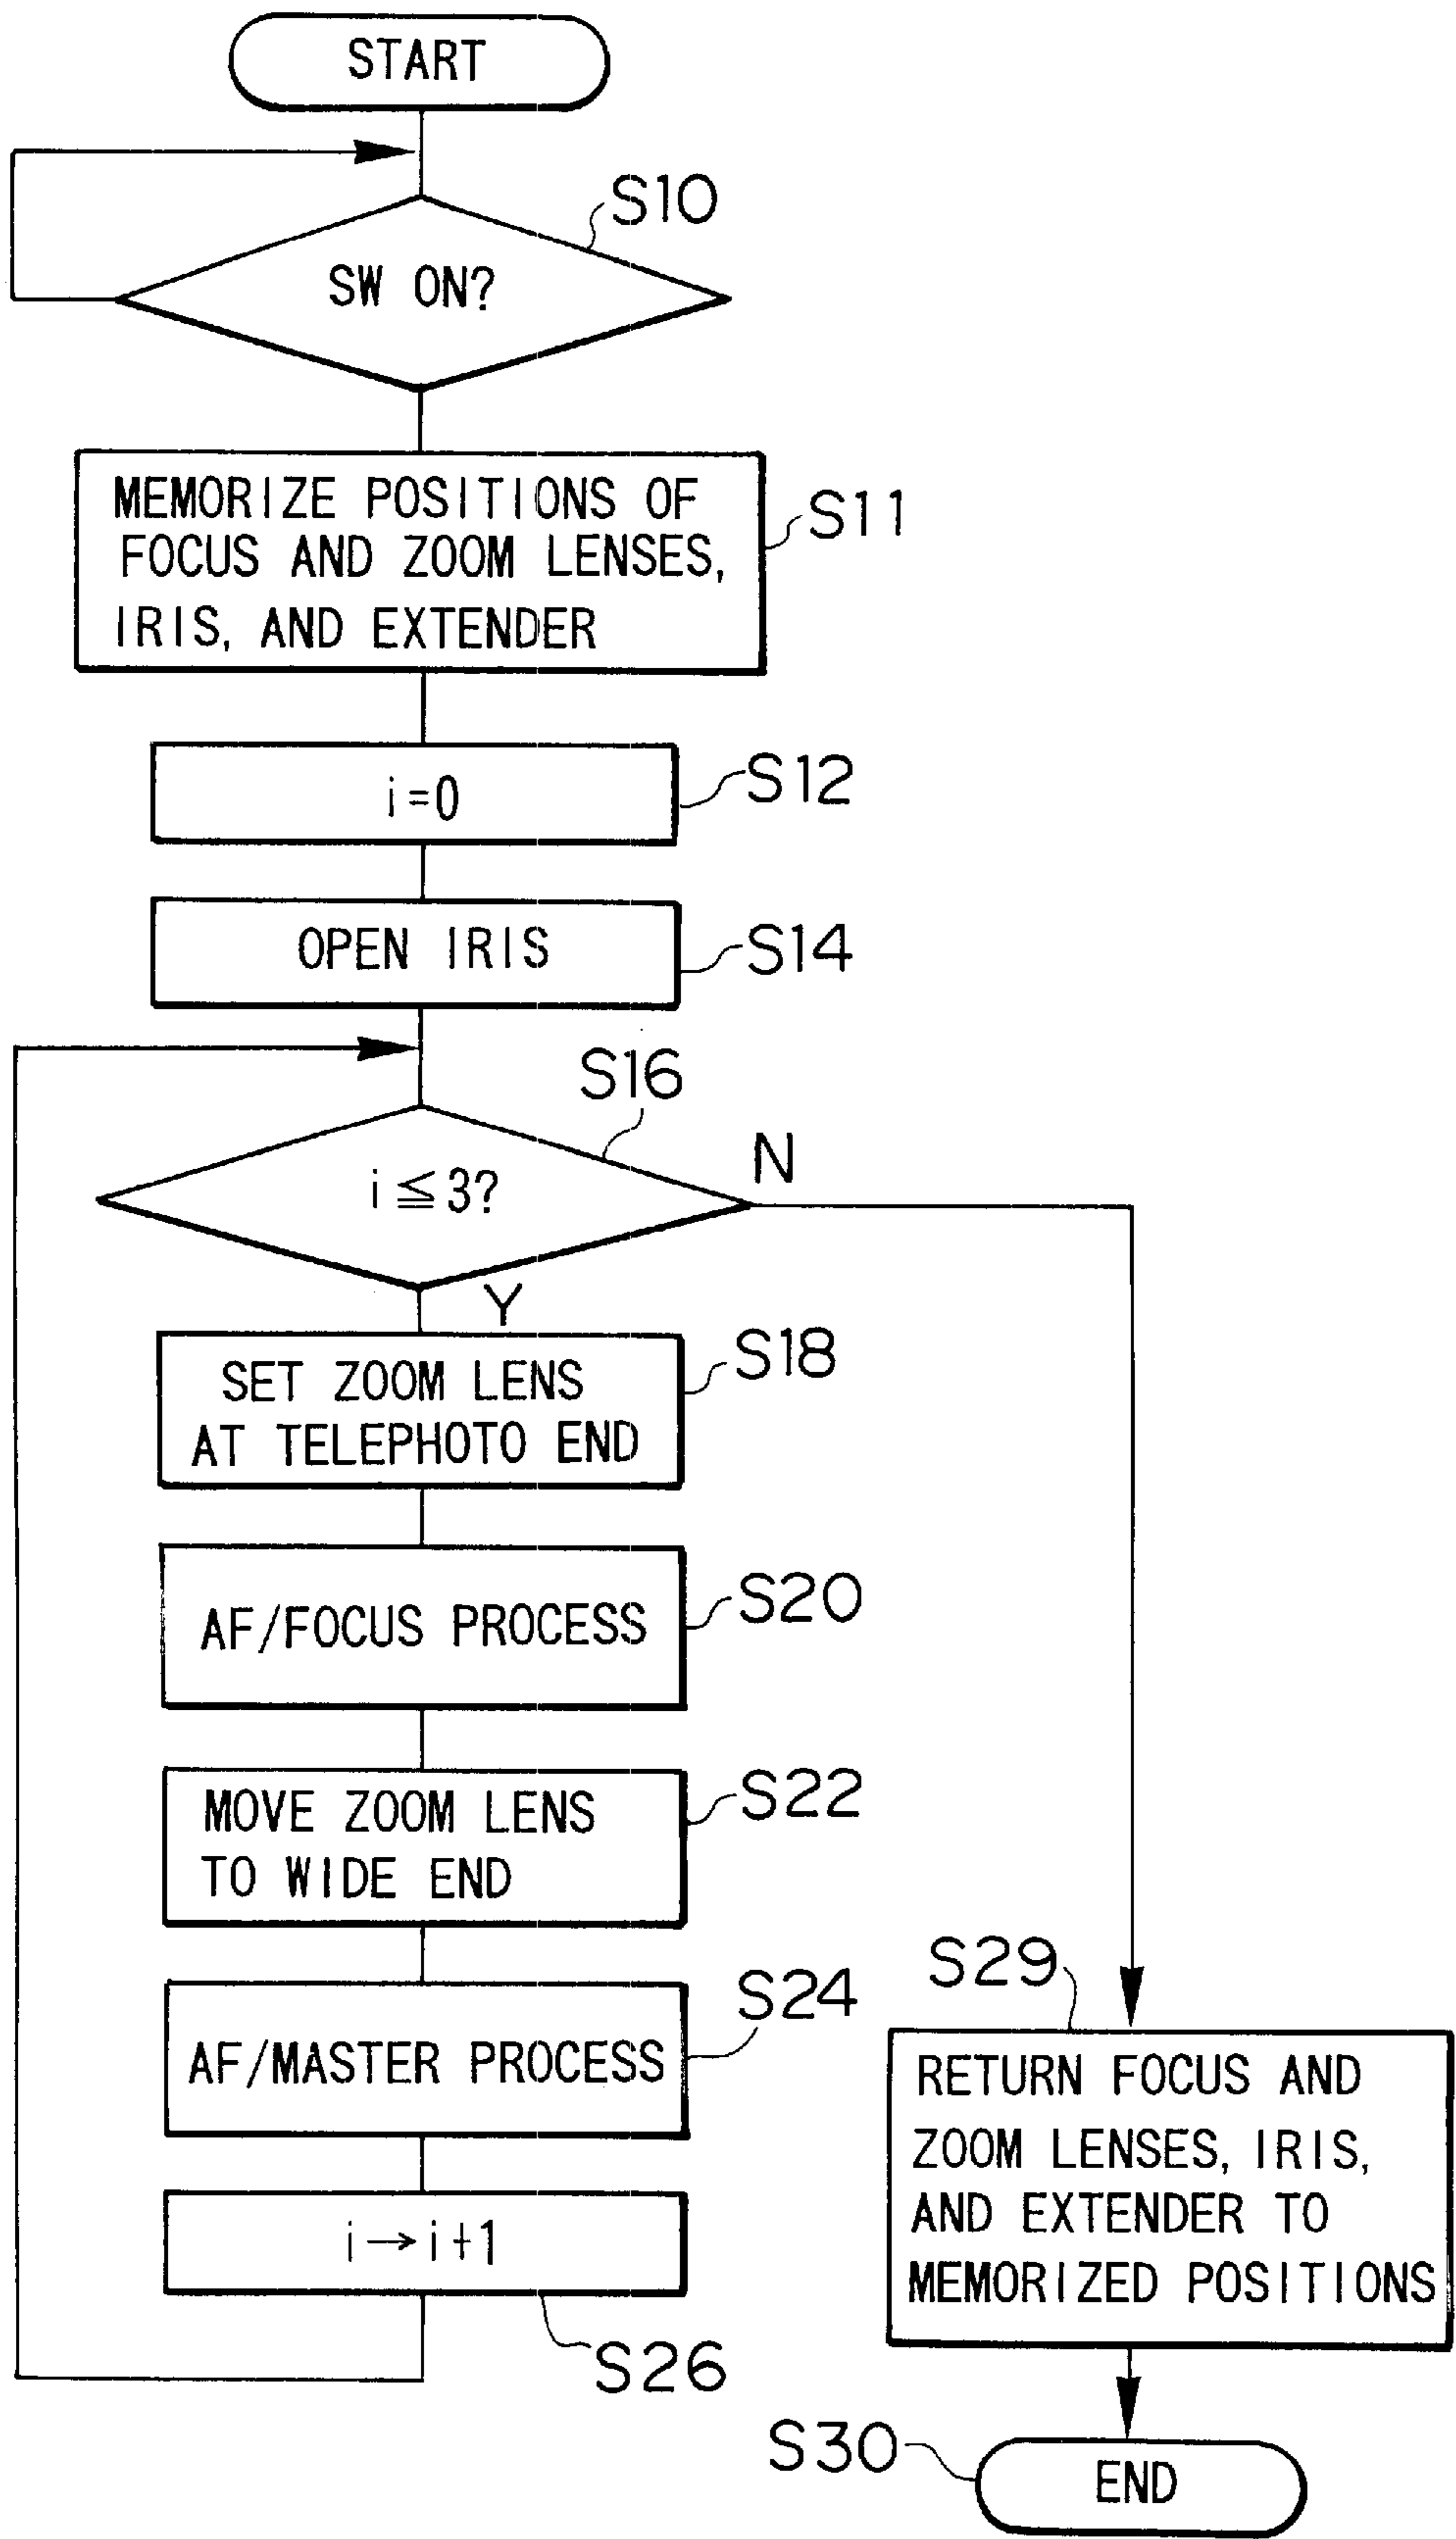 START
S10
SW ON?
MEMORIZE POSITIONS OF
FOCUS AND ZOOM LENSES,
IRIS, AND EXTENDER
S11
i=0
S12
OPEN IRIS
S14
S16
i≦3?
N
Y
SET ZOOM LENS
AT TELEPHOTO END
S18
AF/FOCUS PROCESS
S20
MOVE ZOOM LENS
TO WIDE END
S22
AF/MASTER PROCESS
S24
i→i+1
S26
S29
RETURN FOCUS AND
ZOOM LENSES, IRIS,
AND EXTENDER TO
MEMORIZED POSITIONS
S30
END